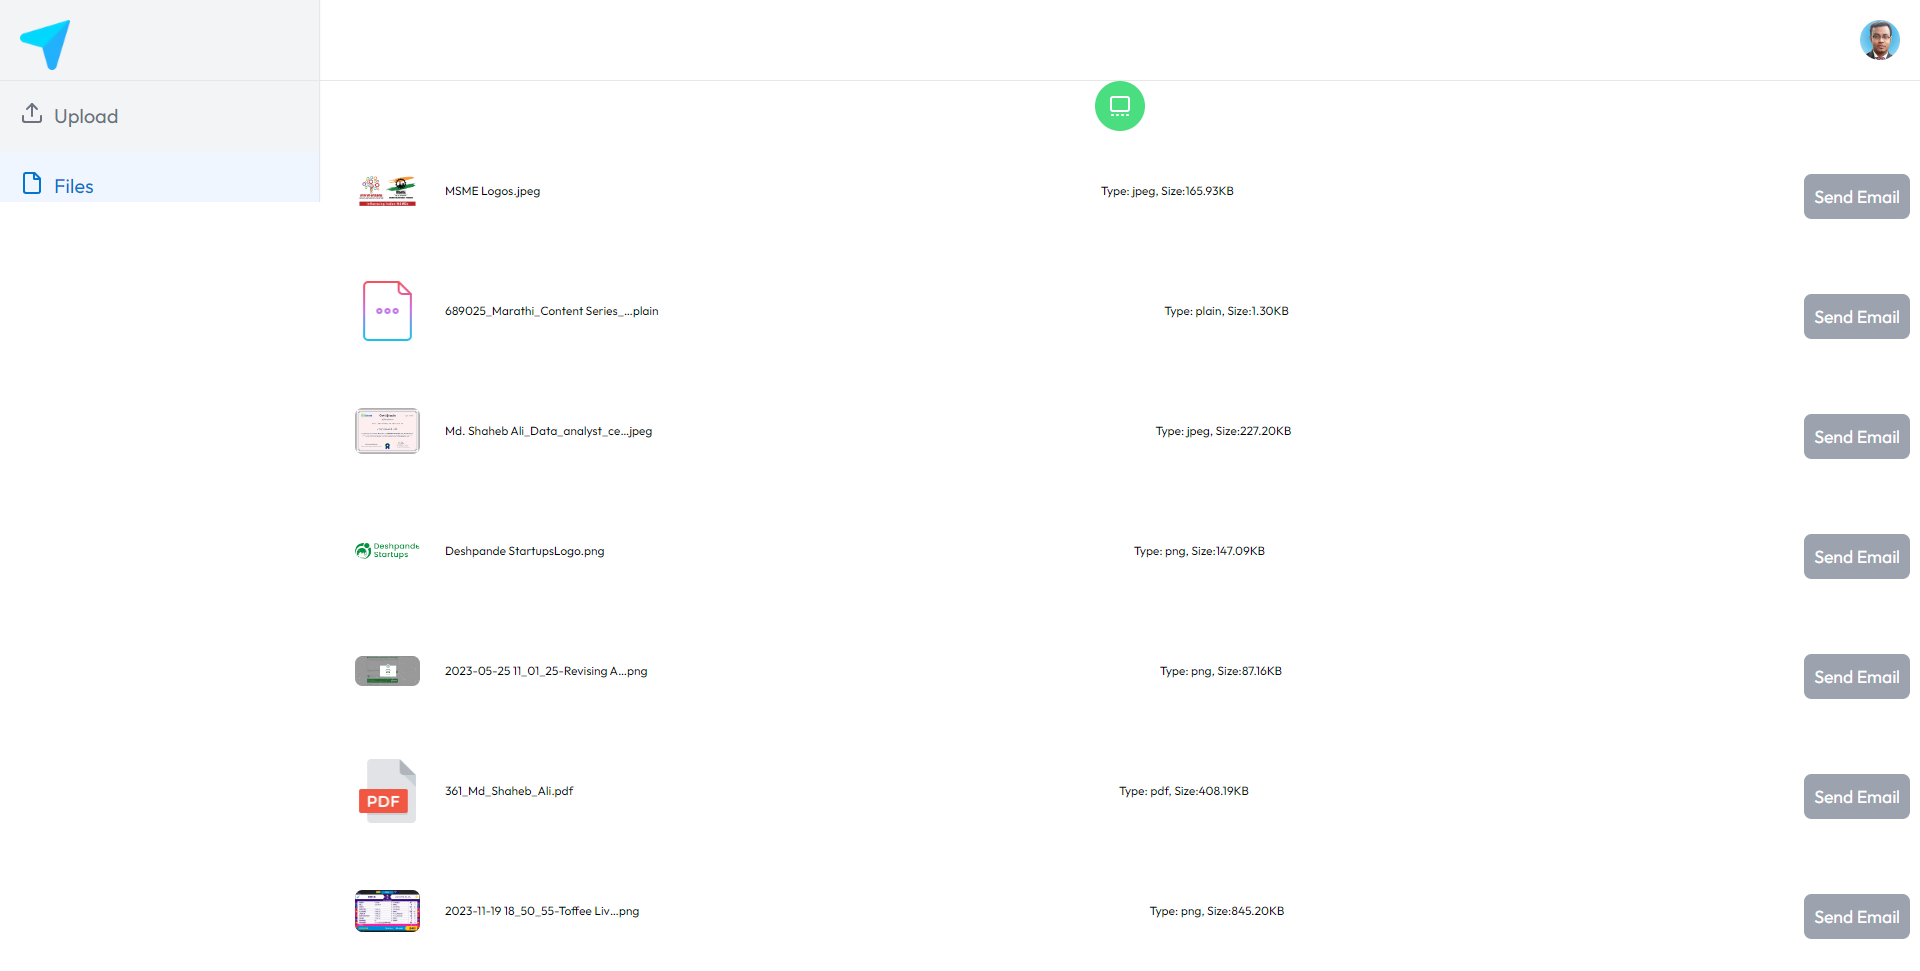 Upload
Files
MSME Logos.jpeg
Type: jpeg, Size:165.93KB
Send Email
689025_Marathi_Content Series_...plain
Type: plain, Size:1.30KB
Send Email
Md. Shaheb Ali_Data_analyst_ce...jpeg
Type: jpeg, Size:227.20KB
Send Email
Deshpande
Startups
Deshpande StartupsLogo.png
Type: png, Size:147.09KB
Send Email
2023-05-25 11_01_25-Revising A...png
Type: png, Size:87.16KB
Send Email
PDF
361_Md_Shaheb_Ali.pdf
Type: pdf, Size:408.19KB
Send Email
2023-11-19 18_50_55-Toffee Liv...png
Type: png, Size:845.20KB
Send Email